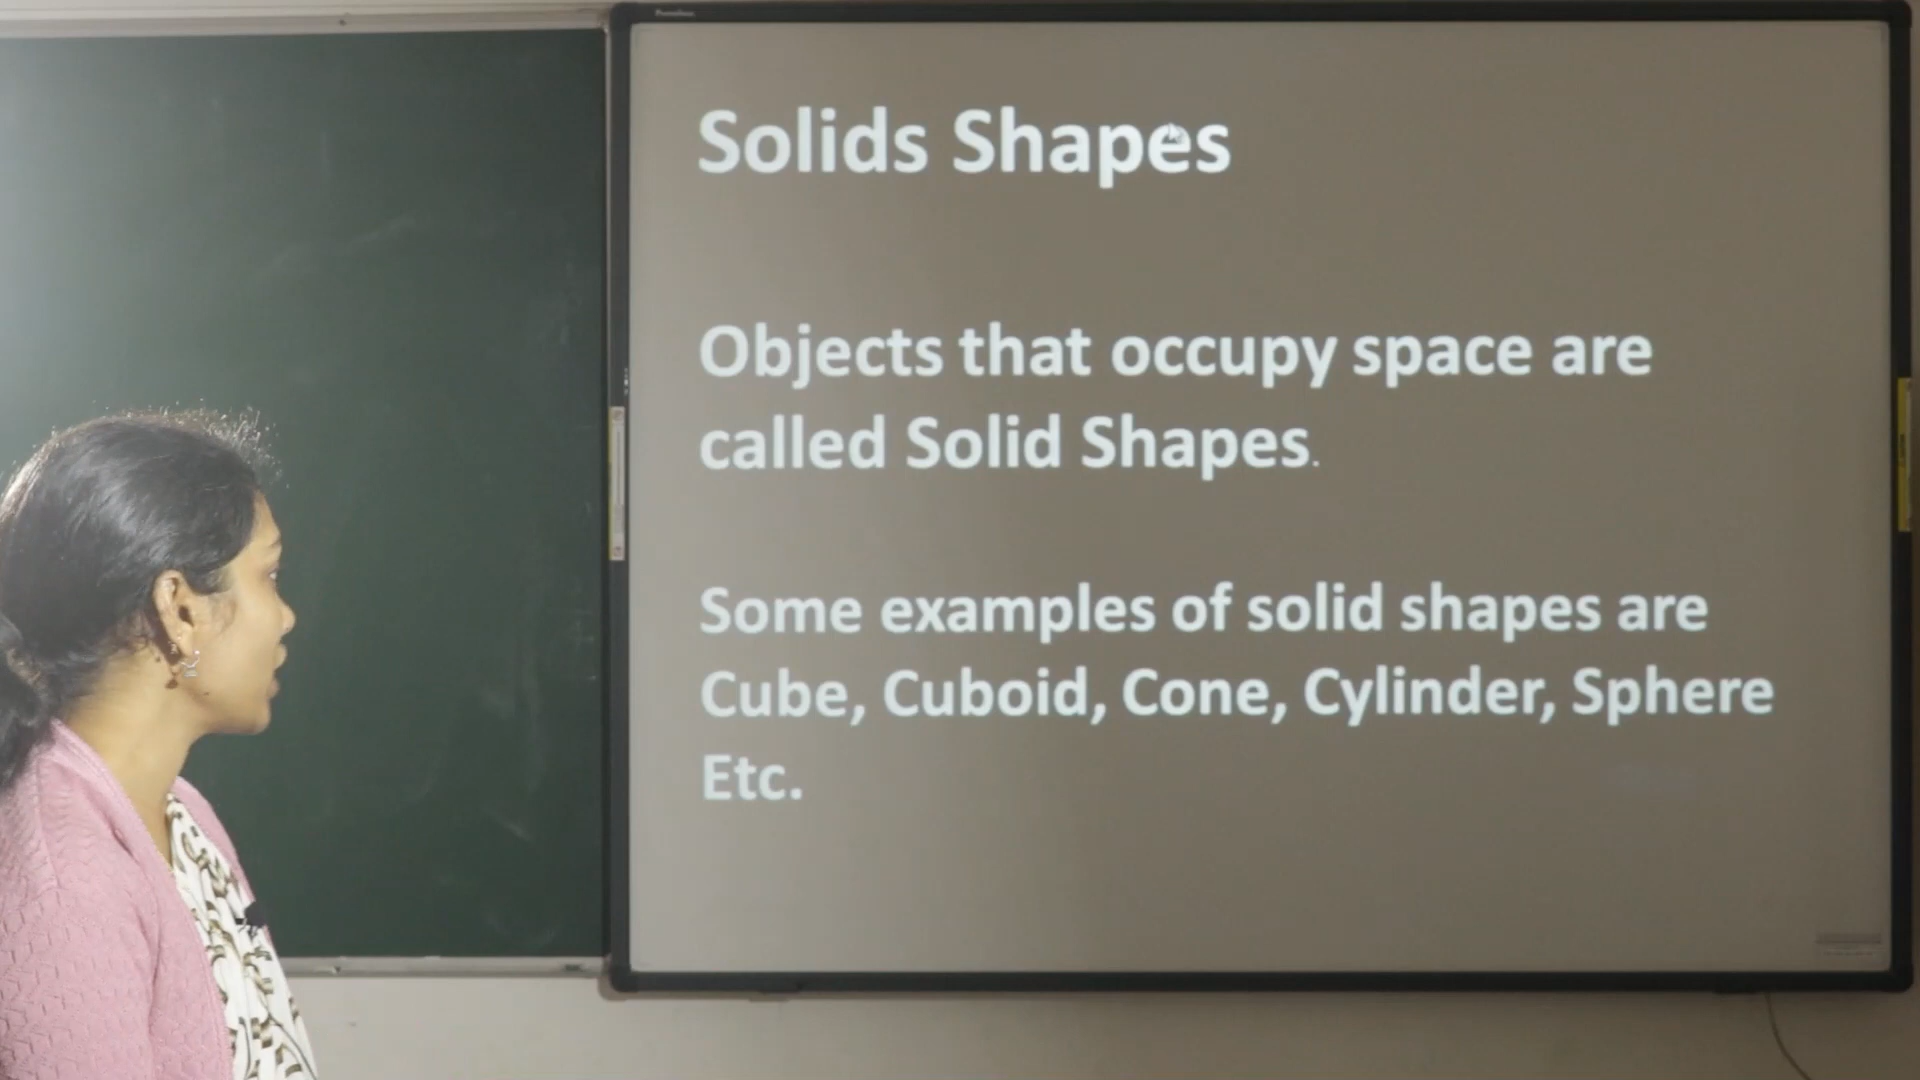 Solids Shapes
Objects that occupy space are
called Solid Shapes.
Some examples of solid shapes are
Cube, Cuboid, Cone, Cylinder, Sphere
Etc.